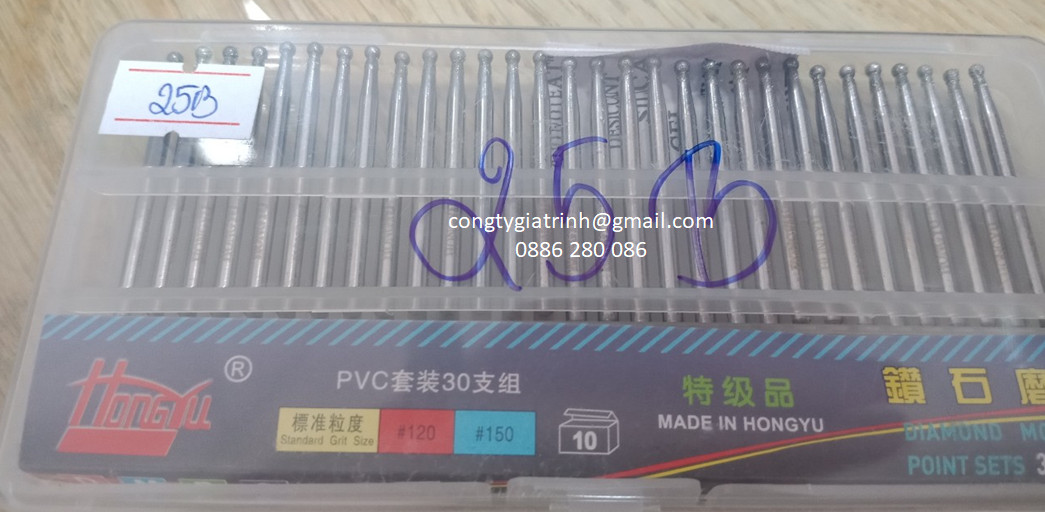 25B
25B
congtygiatrinh@gmail.com
0886 280 086
HONGYU ®
PVC套装30支组
特级品
MADE IN HONGYU
標准粒度
Standard Grit Size
#120
#150
10
鑽石磨
DIAMOND MO
POINT SETS 3